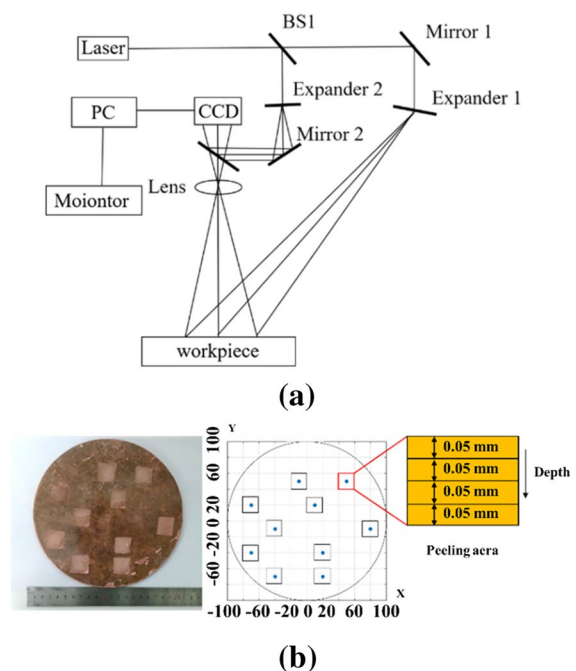 BS1
Mirror 1
Laser
Expander 2
Expander 1
PC
CCD
Mirror 2
Lens
Moiontor
workpiece
(a)
Y
100
60
20
0
-20
-60
-100 -60 -20 0 20 60 100
X
0.05 mm
0.05 mm
0.05 mm
0.05 mm
Depth
Peeling aera
(b)